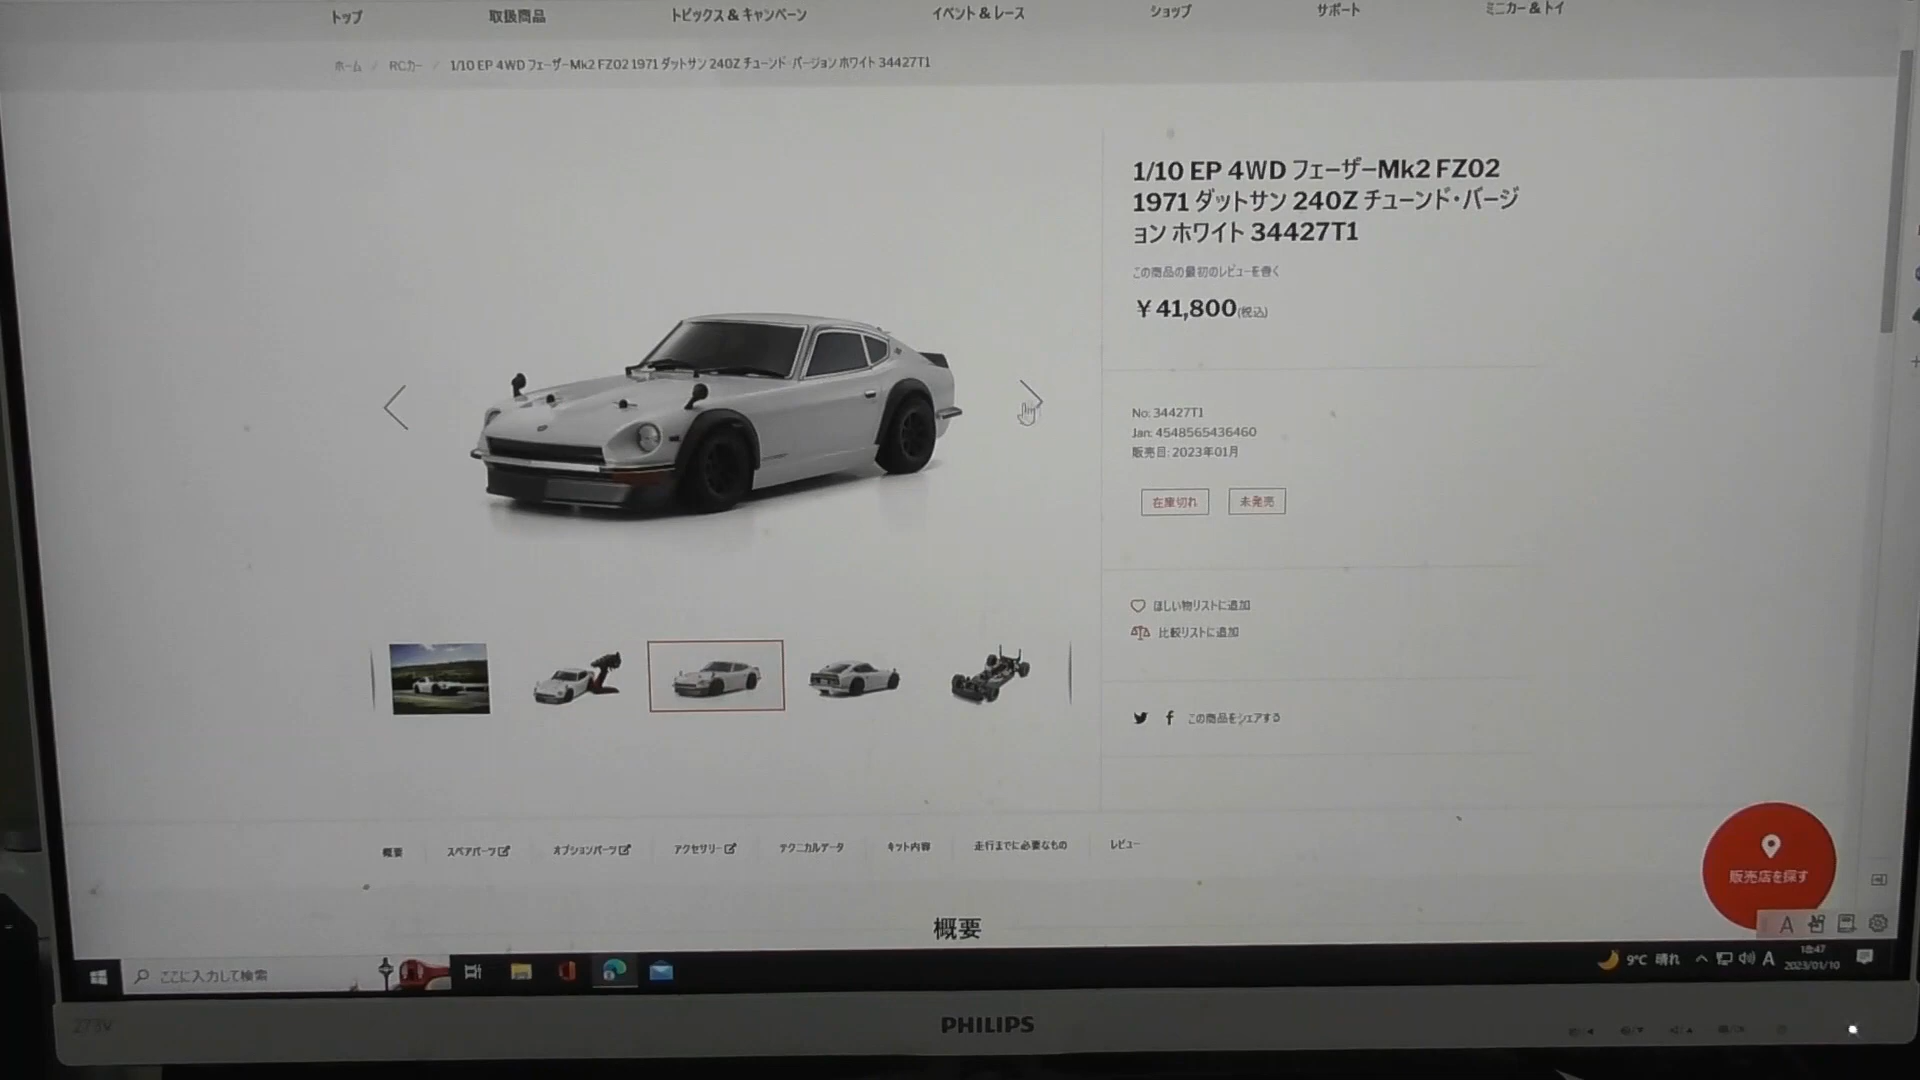 トップ
取扱商品
トピックス＆キャンペーン
イベント＆レース
ショップ
サポート
ミニカー＆トイ
ホーム / RCカー / 1/10 EP 4WD フェーザーMk2 FZ02 1971 ダットサン 240Z チューンド・バージョン ホワイト 34427T1
1/10 EP 4WD フェーザーMk2 FZ02
1971 ダットサン 240Z チューンド・バージ
ョン ホワイト 34427T1
この商品の最初のレビューを書く
￥41,800(税込)
No: 34427T1
Jan: 4548565436460
販売日: 2023年01月
在庫切れ
未発売
ほしい物リストに追加
比較リストに追加
この商品をシェアする
概要
スペアパーツ
オプションパーツ
アクセサリー
テクニカルデータ
キット内容
走行までに必要なもの
レビュー
販売店を探す
概要
A
ここに入力して検索
9°C 晴れ
A
18:47
2023/01/10
273V
PHILIPS